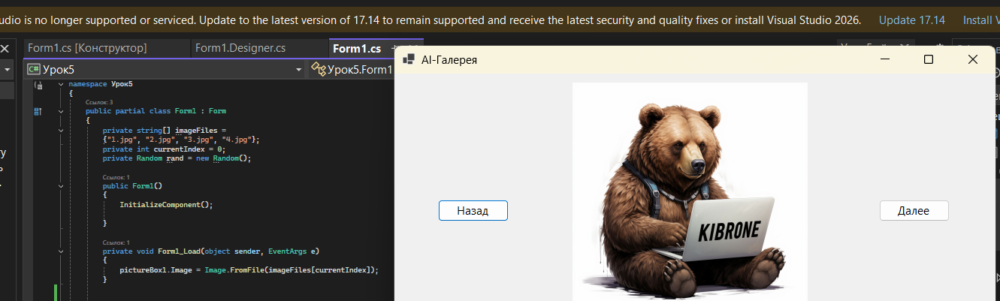 udio is no longer supported or serviced. Update to the latest version of 17.14 to remain supported and receive the latest security and quality fixes or install Visual Studio 2026. Update 17.14 Install V
Form1.cs [Конструктор] Form1.Designer.cs Form1.cs
C# Урок5 Урок5.Form1
AI-Галерея
namespace Урок5
{
Ссылок: 3
public partial class Form1 : Form
{
private string[] imageFiles =
{"1.jpg", "2.jpg", "3.jpg", "4.jpg"};
private int currentIndex = 0;
private Random rand = new Random();
Ссылок: 1
public Form1()
{
InitializeComponent();
}
Ссылок: 1
private void Form1_Load(object sender, EventArgs e)
{
pictureBox1.Image = Image.FromFile(imageFiles[currentIndex]);
}
Назад
KIBRONE
Далее